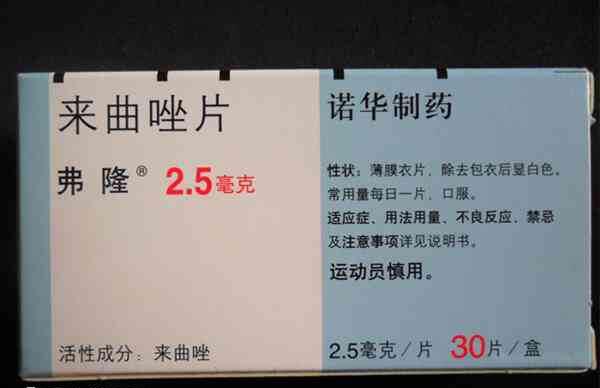 来曲唑片
弗隆® 2.5毫克
活性成分：来曲唑
诺华制药
性状：薄膜衣片，除去包衣后显白色。
常用量每日一片，口服。
适应症、用法用量、不良反应、禁忌
及注意事项详见说明书。
运动员慎用。
2.5毫克/片 30片/盒